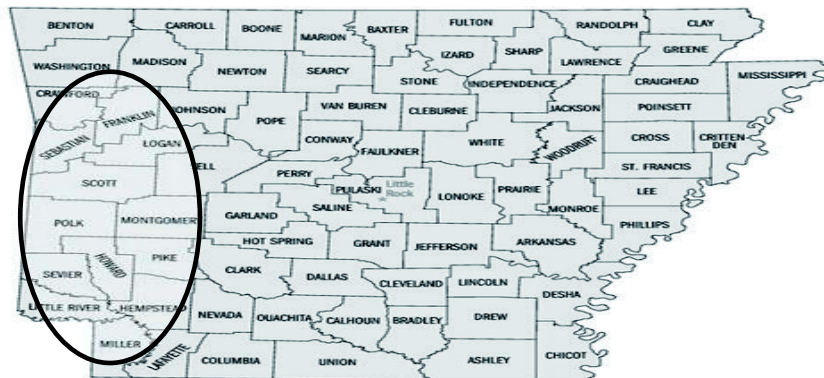 BENTON
CARROLL
BOONE
MARION
BAXTER
FULTON
RANDOLPH
CLAY
IZARD
SHARP
GREENE
WASHINGTON
MADISON
NEWTON
SEARCY
STONE
INDEPENDENCE
LAWRENCE
CRAIGHEAD
MISSISSIPPI
CRAWFORD
FRANKLIN
JOHNSON
POPE
VAN BUREN
CLEBURNE
JACKSON
POINSETT
SEBASTIAN
LOGAN
CONWAY
FAULKNER
WHITE
WOODRUFF
CROSS
CRITTEN
DEN
ELL
SCOTT
PERRY
PULASKI
Little
Rock
LONOKE
PRAIRIE
ST. FRANCIS
LEE
MONROE
PHILLIPS
POLK
MONTGOMER
GARLAND
SALINE
HOT SPRING
GRANT
JEFFERSON
ARKANSAS
SEVIER
HOWARD
PIKE
CLARK
DALLAS
CLEVELAND
LINCOLN
DESHA
LITTLE RIVER
HEMPSTEAD
NEVADA
OUACHITA
CALHOUN
BRADLEY
DREW
MILLER
LAFAYETTE
COLUMBIA
UNION
ASHLEY
CHICOT